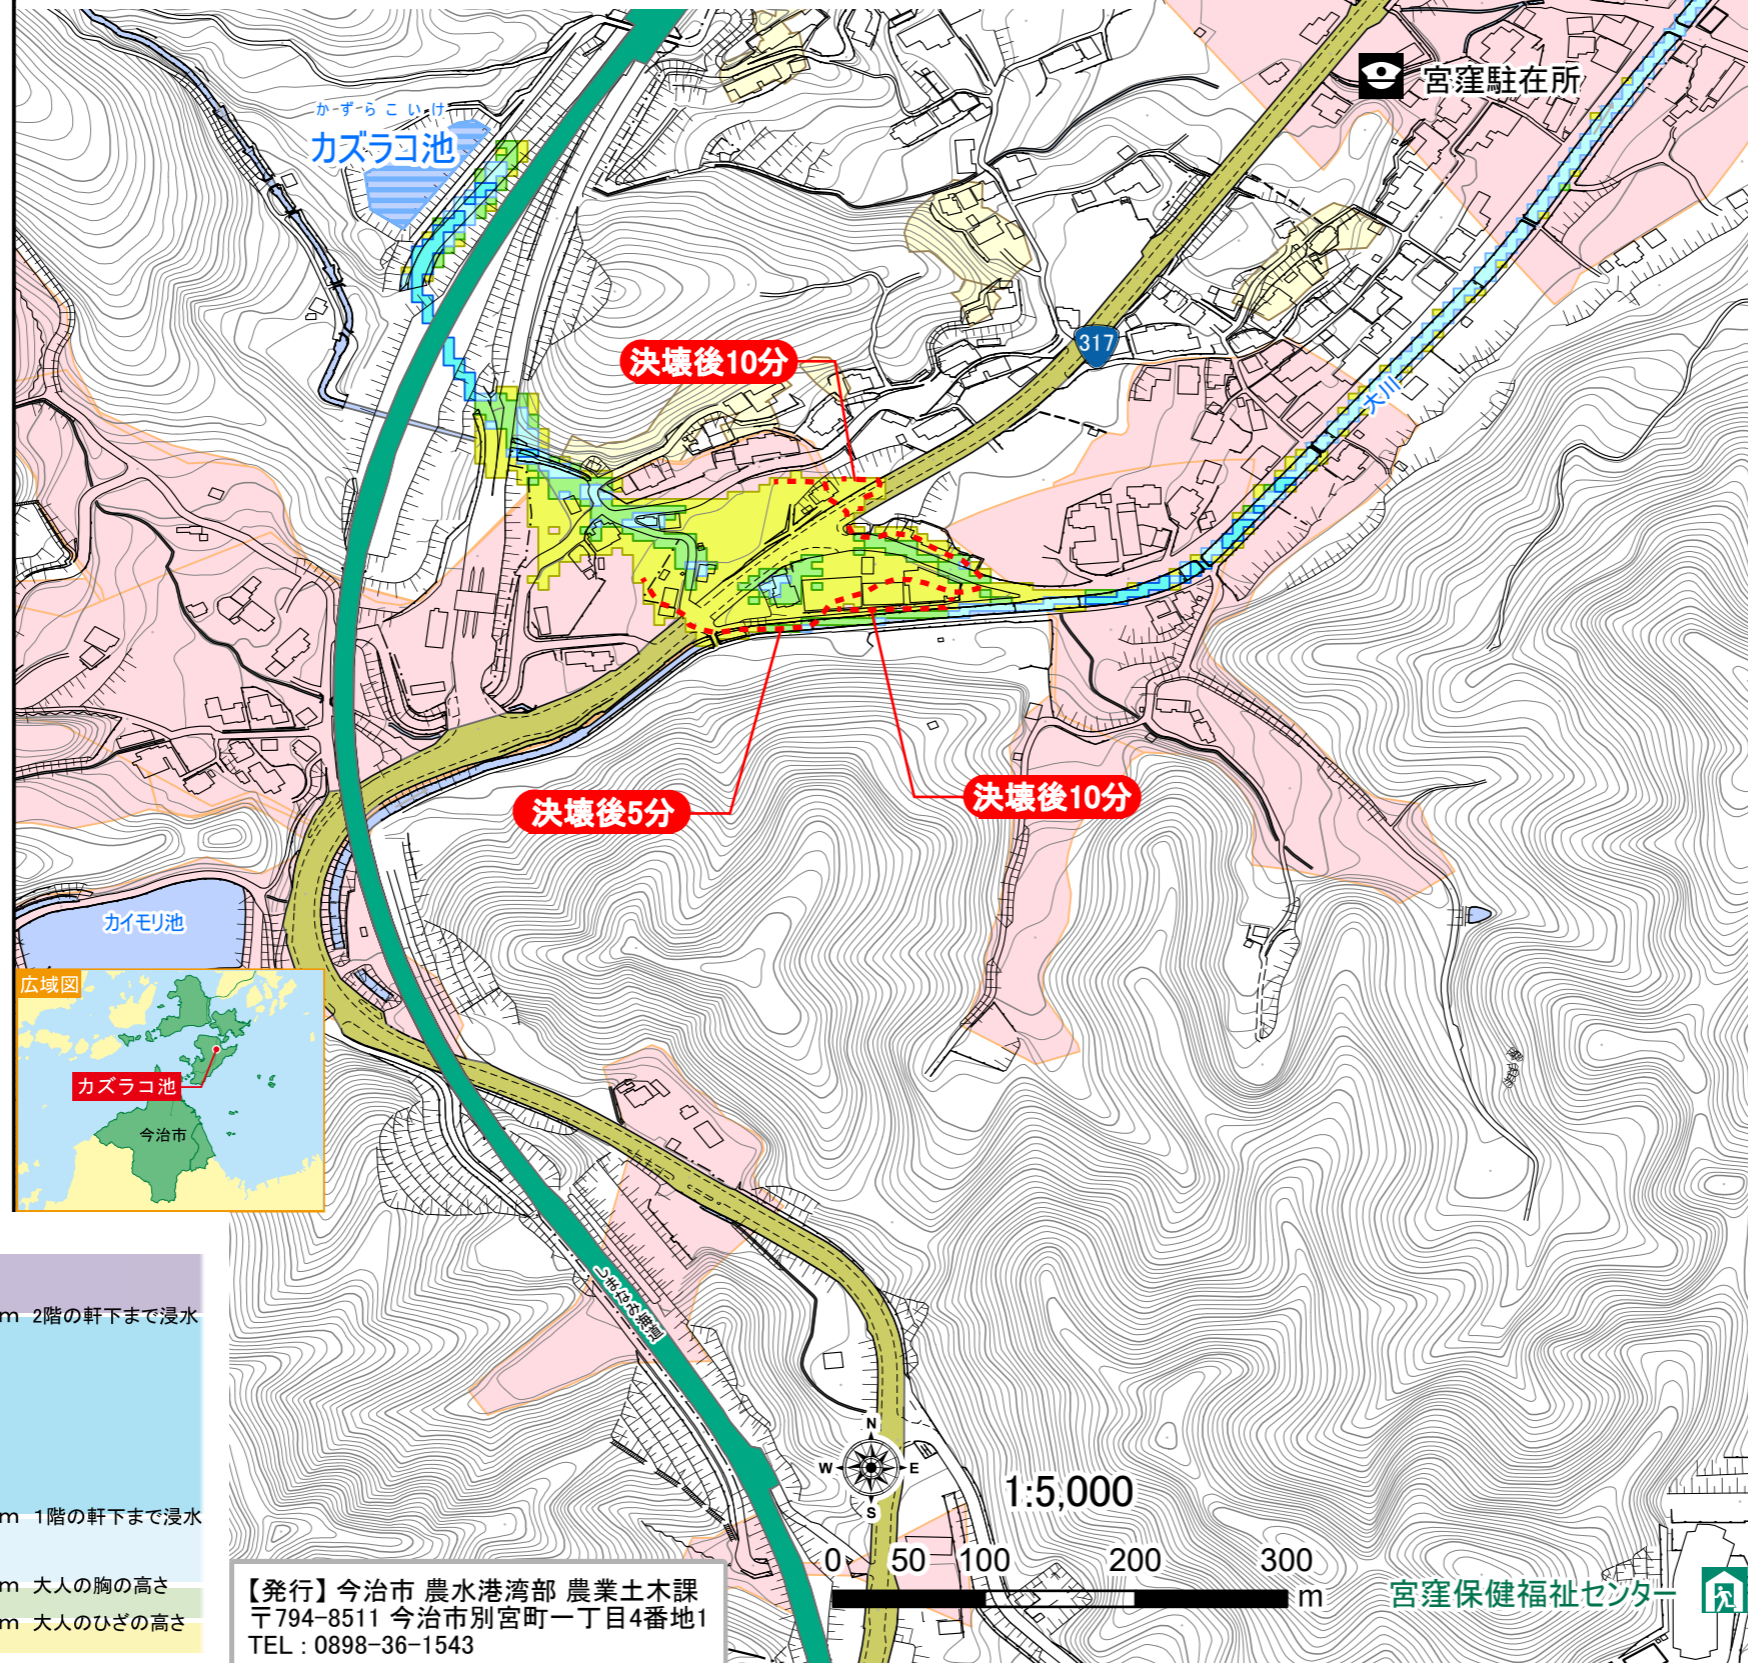 宮窪駐在所
かずらこいけ
カズラコ池
317
決壊後10分
大川
決壊後5分
決壊後10分
カイモリ池
広域図
カズラコ池
今治市
しまなみ海道
m 2階の軒下まで浸水
m 1階の軒下まで浸水
m 大人の胸の高さ
m 大人のひざの高さ
N
W E
S
1:5,000
0 50 100 200 300
m
宮窪保健福祉センター
【発行】今治市 農水港湾部 農業土木課
〒794-8511 今治市別宮町一丁目4番地1
TEL : 0898-36-1543